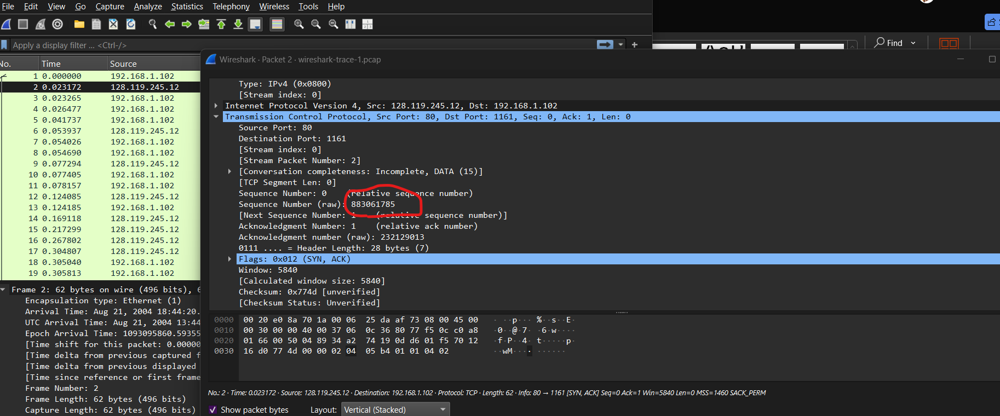 File Edit View Go Capture Analyze Statistics Telephony Wireless Tools Help
Apply a display filter ... <Ctrl-/>
Find
No. Time Source
1 0.000000 192.168.1.102
2 0.023172 128.119.245.12
3 0.023265 192.168.1.102
4 0.026477 192.168.1.102
5 0.041737 192.168.1.102
6 0.053937 128.119.245.12
7 0.054026 192.168.1.102
8 0.054690 192.168.1.102
9 0.077294 128.119.245.12
10 0.077405 192.168.1.102
11 0.078157 192.168.1.102
12 0.124085 128.119.245.12
13 0.124185 192.168.1.102
14 0.169118 128.119.245.12
15 0.217299 128.119.245.12
16 0.267802 128.119.245.12
17 0.304807 128.119.245.12
18 0.305040 192.168.1.102
19 0.305813 192.168.1.102
Frame 2: 62 bytes on wire (496 bits), 6
Encapsulation type: Ethernet (1)
Arrival Time: Aug 21, 2004 18:44:20.
UTC Arrival Time: Aug 21, 2004 13:44
Epoch Arrival Time: 1093095860.59355
[Time shift for this packet: 0.00000
[Time delta from previous captured f
[Time delta from previous displayed
[Time since reference or first frame
Frame Number: 2
Frame Length: 62 bytes (496 bits)
Capture Length: 62 bytes (496 bits)
Wireshark · Packet 2 · wireshark-trace-1.pcap
Type: IPv4 (0x0800)
[Stream index: 0]
Internet Protocol Version 4, Src: 128.119.245.12, Dst: 192.168.1.102
Transmission Control Protocol, Src Port: 80, Dst Port: 1161, Seq: 0, Ack: 1, Len: 0
Source Port: 80
Destination Port: 1161
[Stream index: 0]
[Stream Packet Number: 2]
[Conversation completeness: Incomplete, DATA (15)]
[TCP Segment Len: 0]
Sequence Number: 0 (relative sequence number)
Sequence Number (raw): 883061785
[Next Sequence Number: 1 (relative sequence number)]
Acknowledgment Number: 1 (relative ack number)
Acknowledgment number (raw): 232129013
0111 .... = Header Length: 28 bytes (7)
Flags: 0x012 (SYN, ACK)
Window: 5840
[Calculated window size: 5840]
Checksum: 0x774d [unverified]
[Checksum Status: Unverified]
0000 00 20 e0 8a 70 1a 00 06 25 da af 73 08 00 45 00 · ··p··· %··s··E·
0010 00 30 00 00 40 00 37 06 0c 36 80 77 f5 0c c0 a8 ·0··@·7· ·6·w····
0020 01 66 00 50 04 89 34 a2 74 19 0d d6 01 f5 70 12 ·f·P··4· t·····p·
0030 16 d0 77 4d 00 00 02 04 05 b4 01 01 04 02 ··wM···· ······
No.: 2 · Time: 0.023172 · Source: 128.119.245.12 · Destination: 192.168.1.102 · Protocol: TCP · Length: 62 · Info: 80 → 1161 [SYN, ACK] Seq=0 Ack=1 Win=5840 Len=0 MSS=1460 SACK_PERM
Show packet bytes Layout: Vertical (Stacked)